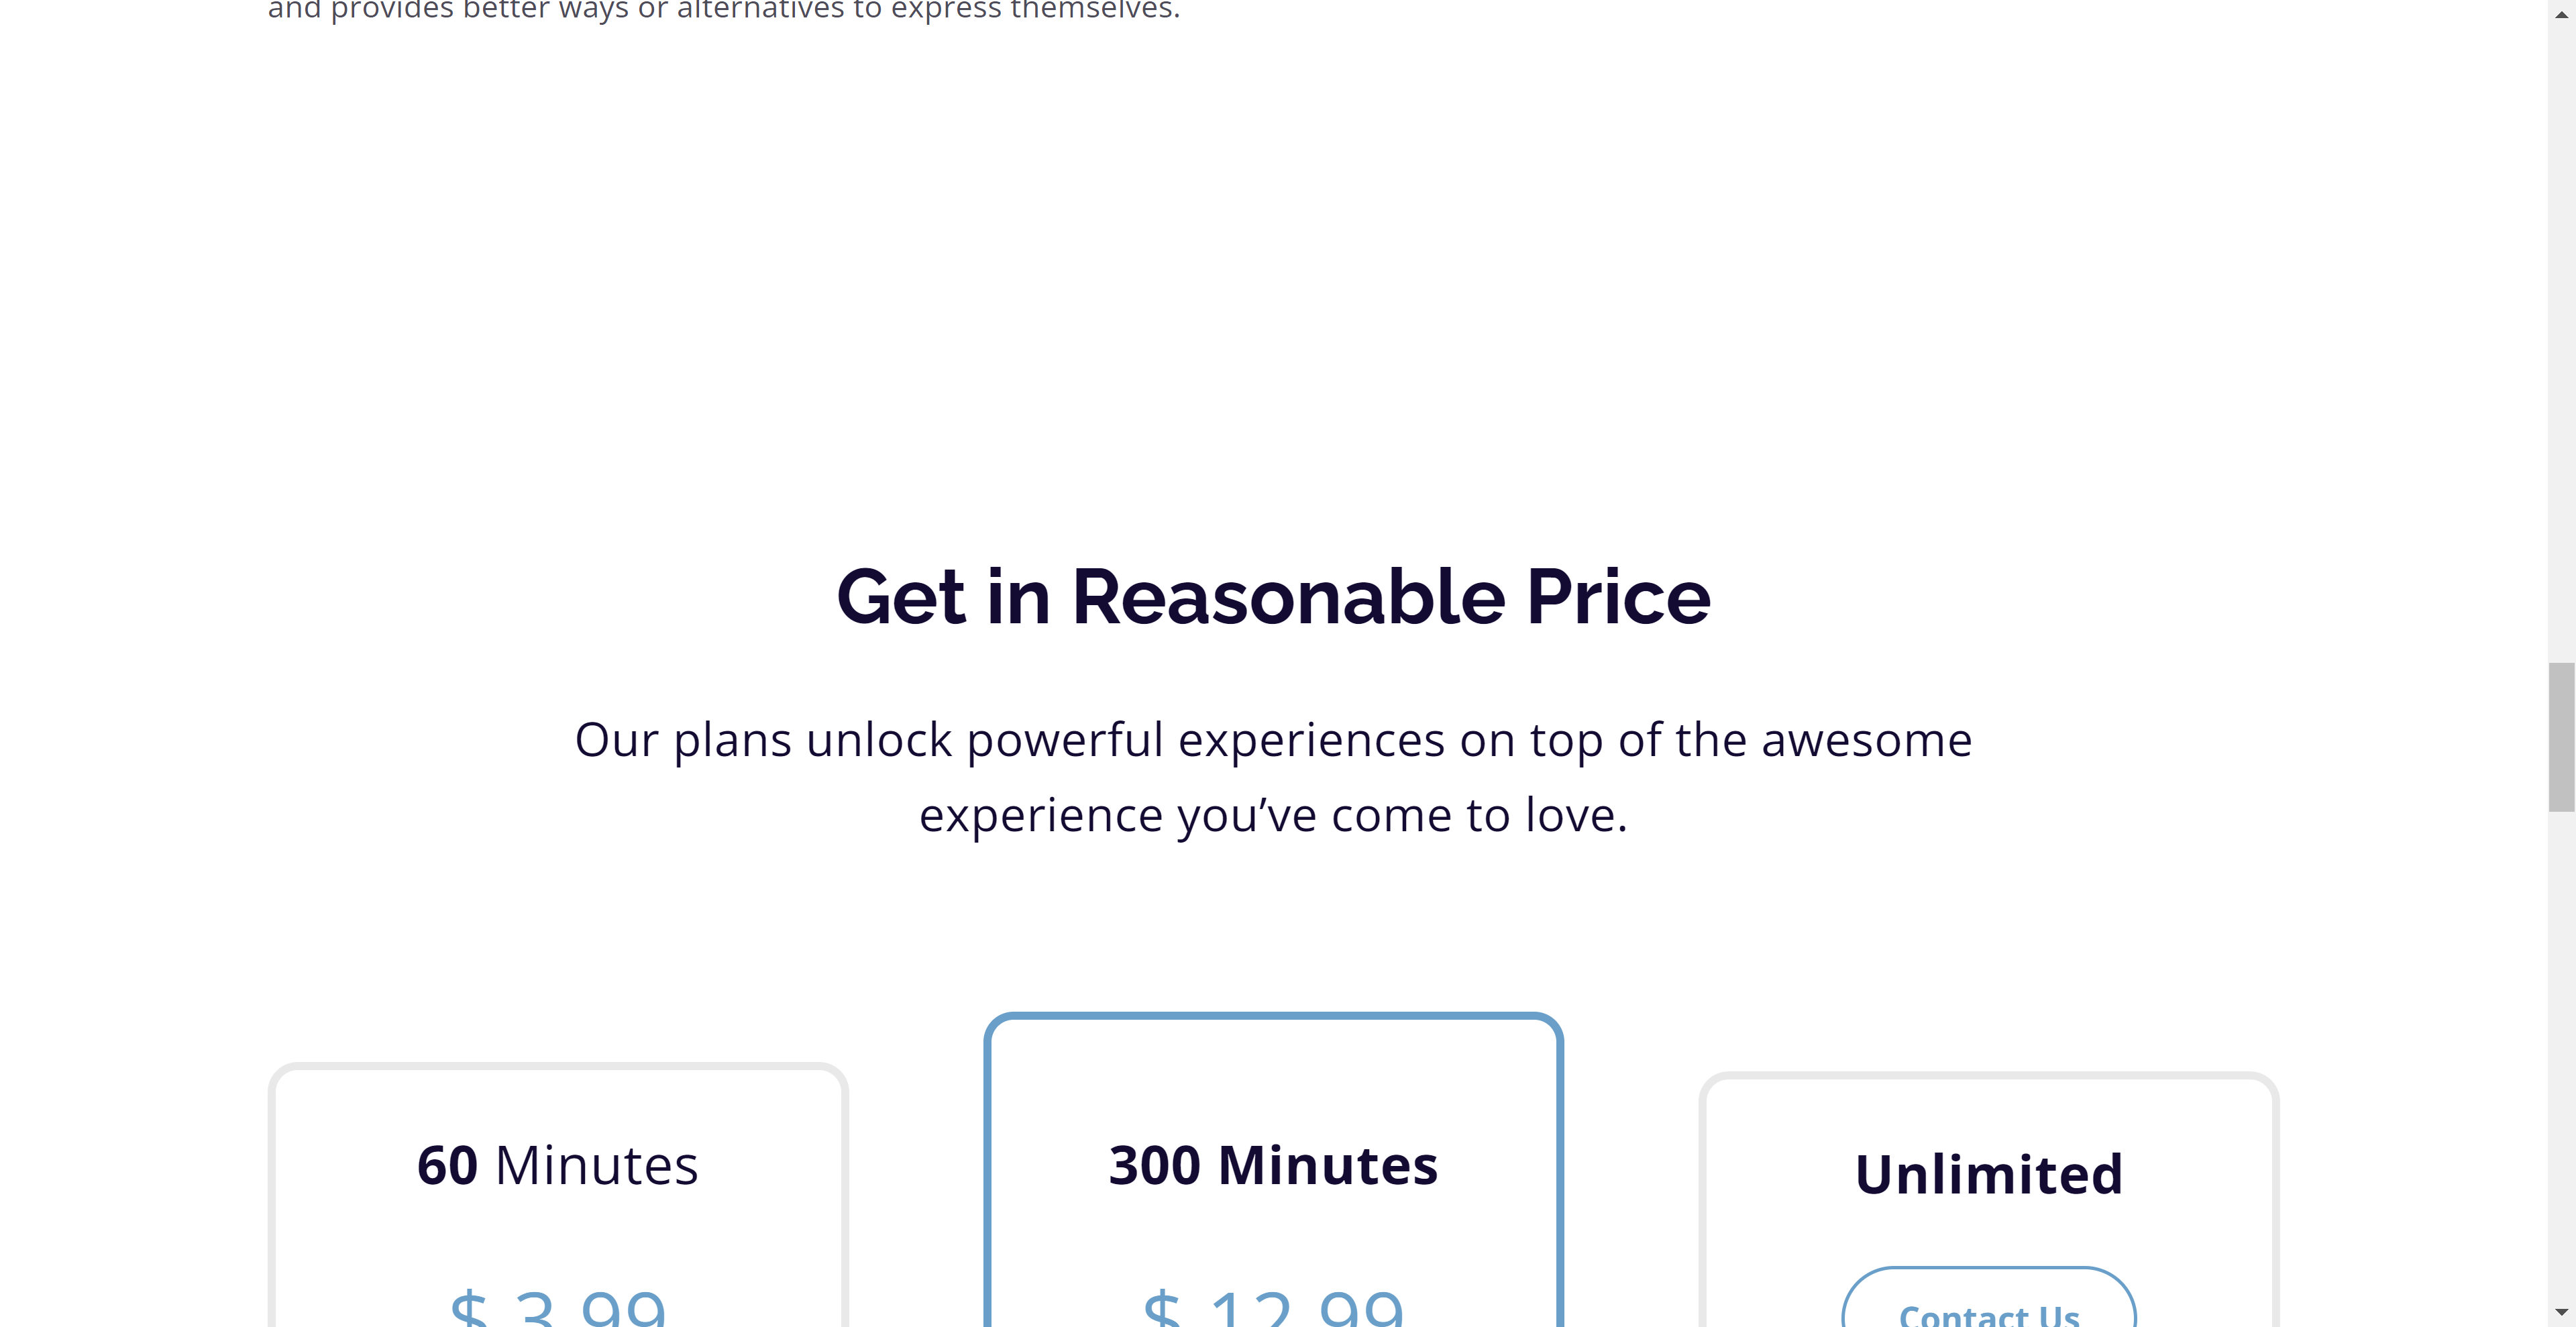 and provides better ways or alternatives to express themselves.
Get in Reasonable Price
Our plans unlock powerful experiences on top of the awesome
experience you’ve come to love.
60 Minutes
300 Minutes
Unlimited
$ 3.99
$ 12.99
Contact Us